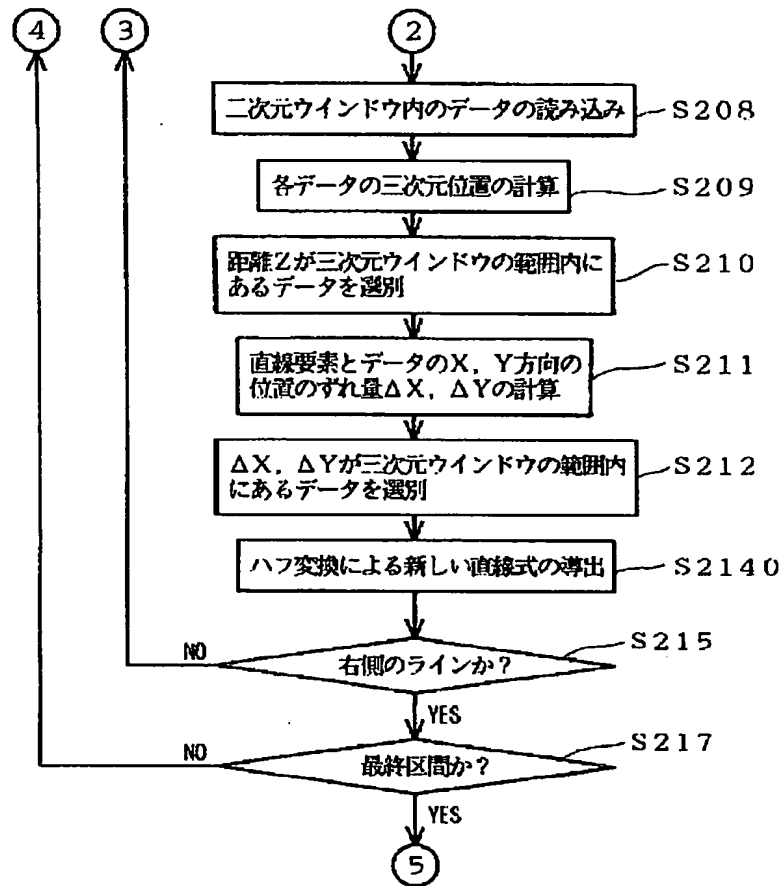 ④
③
②
二次元ウインドウ内のデータの読み込み
S208
各データの三次元位置の計算
S209
距離Zが三次元ウインドウの範囲内に
あるデータを選別
S210
直線要素とデータのX，Y方向の
位置のずれ量ΔX，ΔYの計算
S211
ΔX，ΔYが三次元ウインドウの範囲内
にあるデータを選別
S212
ハフ変換による新しい直線式の導出
S2140
右側のラインか？
S215
NO
YES
最終区間か？
S217
NO
YES
⑤